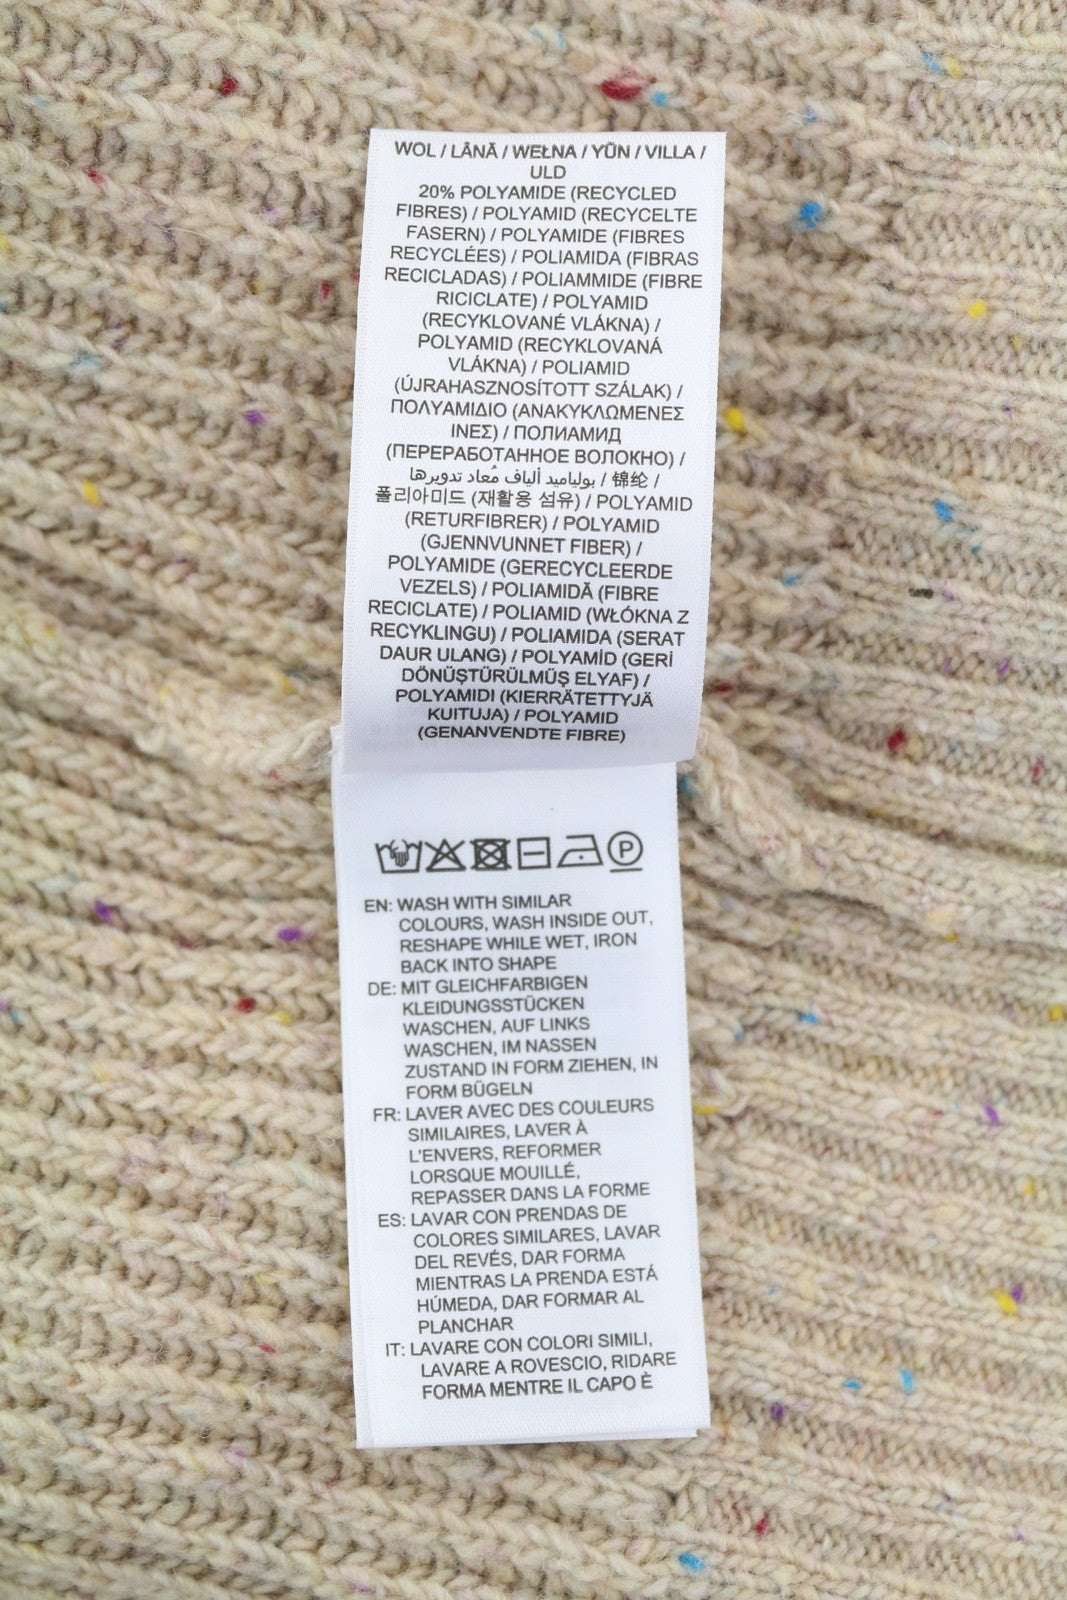 WOL / LÂNĂ / WEŁNA / YÜN / VILLA /
ULD
20% POLYAMIDE (RECYCLED
FIBRES) / POLYAMID (RECYCELTE
FASERN) / POLYAMIDE (FIBRES
RECYCLÉES) / POLIAMIDA (FIBRAS
RECICLADAS) / POLIAMMIDE (FIBRE
RICICLATE) / POLYAMID
(RECYKLOVANÉ VLÁKNA) /
POLYAMID (RECYKLOVANÁ
VLÁKNA) / POLIAMID
(ÚJRAHASZNOSÍTOTT SZÁLAK) /
ΠΟΛΥΑΜΙΔΙΟ (ΑΝΑΚΥΚΛΩΜΕΝΕΣ
ΙΝΕΣ) / ПОЛИАМИД
(ПЕРЕРАБОТАННОЕ ВОЛОКНО) /
بولياميد ألياف مُعاد تدويرها / 锦纶 /
폴리아미드 (재활용 섬유) / POLYAMID
(RETURFIBRER) / POLYAMID
(GJENNVUNNET FIBER) /
POLYAMIDE (GERECYCLEERDE
VEZELS) / POLIAMIDĂ (FIBRE
RECICLATE) / POLIAMID (WŁÓKNA Z
RECYKLINGU) / POLIAMIDA (SERAT
DAUR ULANG) / POLYAMİD (GERİ
DÖNÜŞTÜRÜLMÜŞ ELYAF) /
POLYAMIDI (KIERRÄTETTYJÄ
KUITUJA) / POLYAMID
(GENANVENDTE FIBRE)
P
EN: WASH WITH SIMILAR
COLOURS, WASH INSIDE OUT,
RESHAPE WHILE WET, IRON
BACK INTO SHAPE
DE: MIT GLEICHFARBIGEN
KLEIDUNGSSTÜCKEN
WASCHEN, AUF LINKS
WASCHEN, IM NASSEN
ZUSTAND IN FORM ZIEHEN, IN
FORM BÜGELN
FR: LAVER AVEC DES COULEURS
SIMILAIRES, LAVER À
L'ENVERS, REFORMER
LORSQUE MOUILLÉ,
REPASSER DANS LA FORME
ES: LAVAR CON PRENDAS DE
COLORES SIMILARES, LAVAR
DEL REVÉS, DAR FORMA
MIENTRAS LA PRENDA ESTÁ
HÚMEDA, DAR FORMAR AL
PLANCHAR
IT: LAVARE CON COLORI SIMILI,
LAVARE A ROVESCIO, RIDARE
FORMA MENTRE IL CAPO È